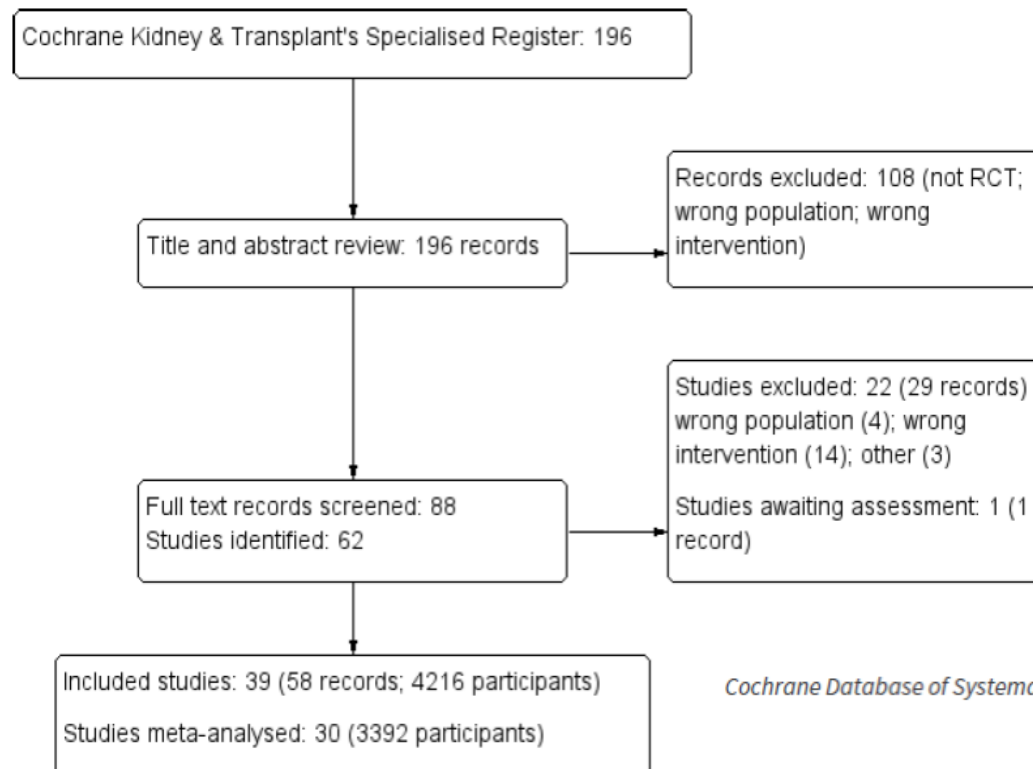 Cochrane Kidney & Transplant's Specialised Register: 196
Records excluded: 108 (not RCT;
wrong population; wrong
intervention)
Title and abstract review: 196 records
Studies excluded: 22 (29 records)
wrong population (4); wrong
intervention (14); other (3)
Studies awaiting assessment: 1 (1
record)
Full text records screened: 88
Studies identified: 62
Included studies: 39 (58 records; 4216 participants)
Studies meta-analysed: 30 (3392 participants)
Cochrane Database of Systema